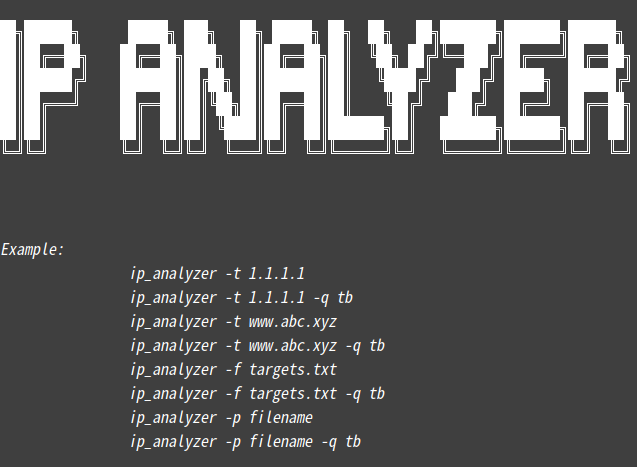 IP ANALYZER
Example:
ip_analyzer -t 1.1.1.1
ip_analyzer -t 1.1.1.1 -q tb
ip_analyzer -t www.abc.xyz
ip_analyzer -t www.abc.xyz -q tb
ip_analyzer -f targets.txt
ip_analyzer -f targets.txt -q tb
ip_analyzer -p filename
ip_analyzer -p filename -q tb